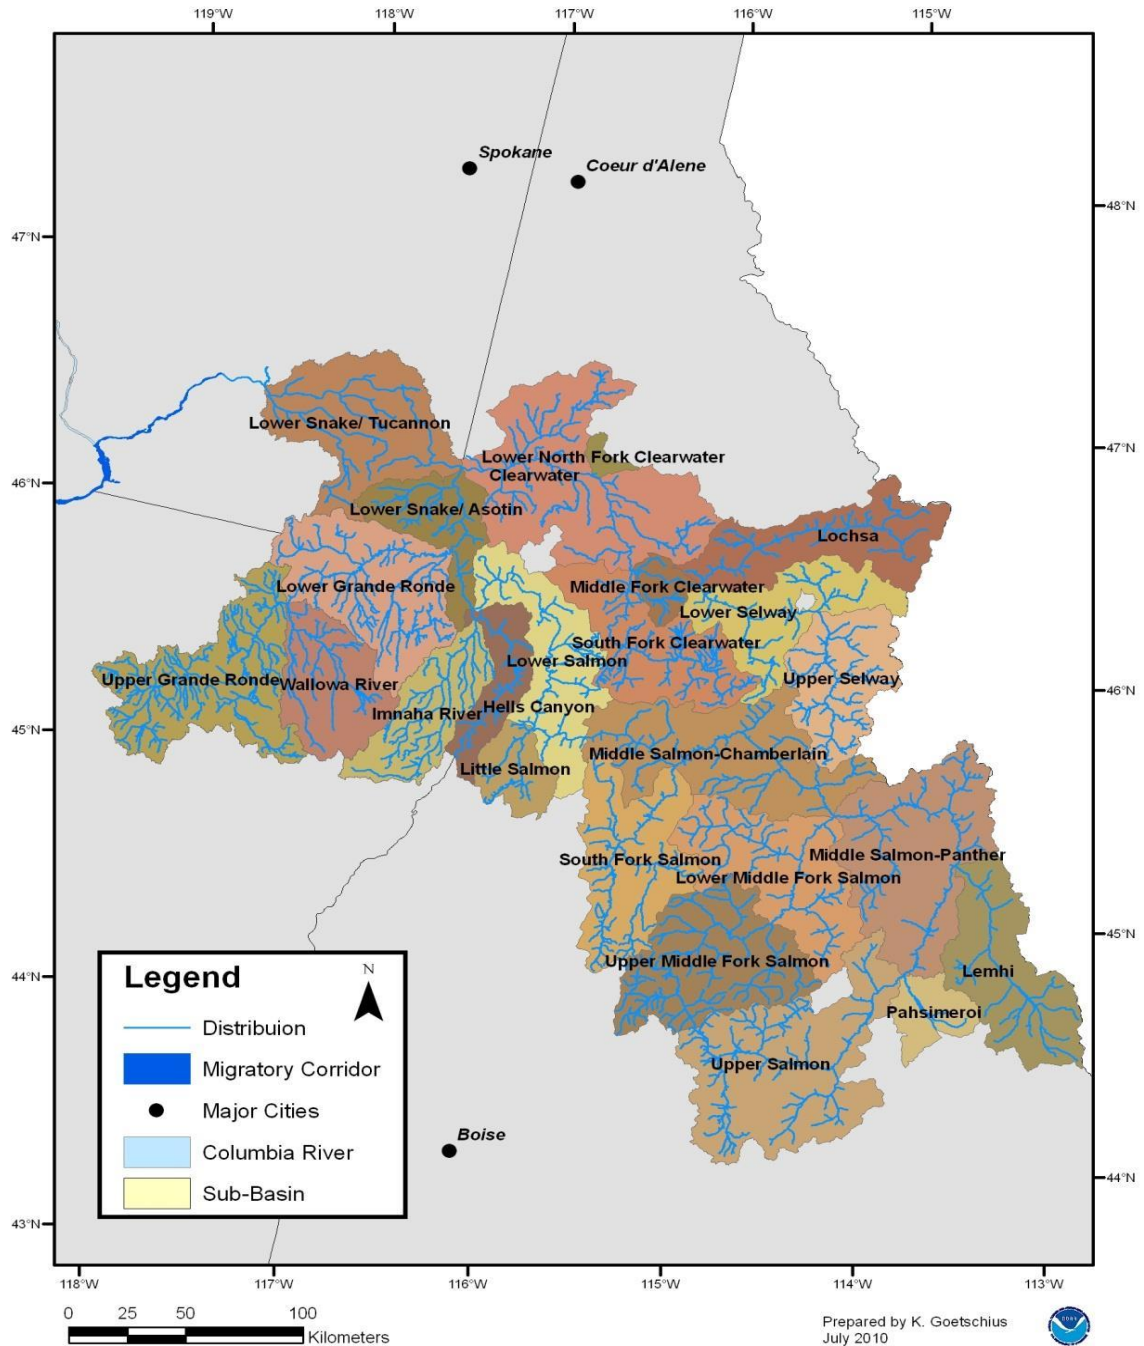 119°W 118°W 117°W 116°W 115°W
Spokane
Coeur d'Alene
48°N
47°N
Lower Snake/ Tucannon
47°N
Lower North Fork Clearwater
Clearwater
46°N
Lower Snake/ Asotin
Lochsa
Lower Grande Ronde
Middle Fork Clearwater
Lower Selway
South Fork Clearwater
Lower Salmon
Upper Grande Ronde
Wallowa River
Upper Selway
46°N
Imnaha River
Hells Canyon
45°N
Middle Salmon-Chamberlain
Little Salmon
South Fork Salmon
Middle Salmon-Panther
Lower Middle Fork Salmon
45°N
Upper Middle Fork Salmon
Lemhi
44°N
Pahsimeroi
Upper Salmon
Legend
N
Distribuion
Migratory Corridor
Major Cities
Columbia River
Sub-Basin
Boise
44°N
43°N
118°W 117°W 116°W 115°W 114°W 113°W
0 25 50 100
Kilometers
Prepared by K. Goetschius
July 2010